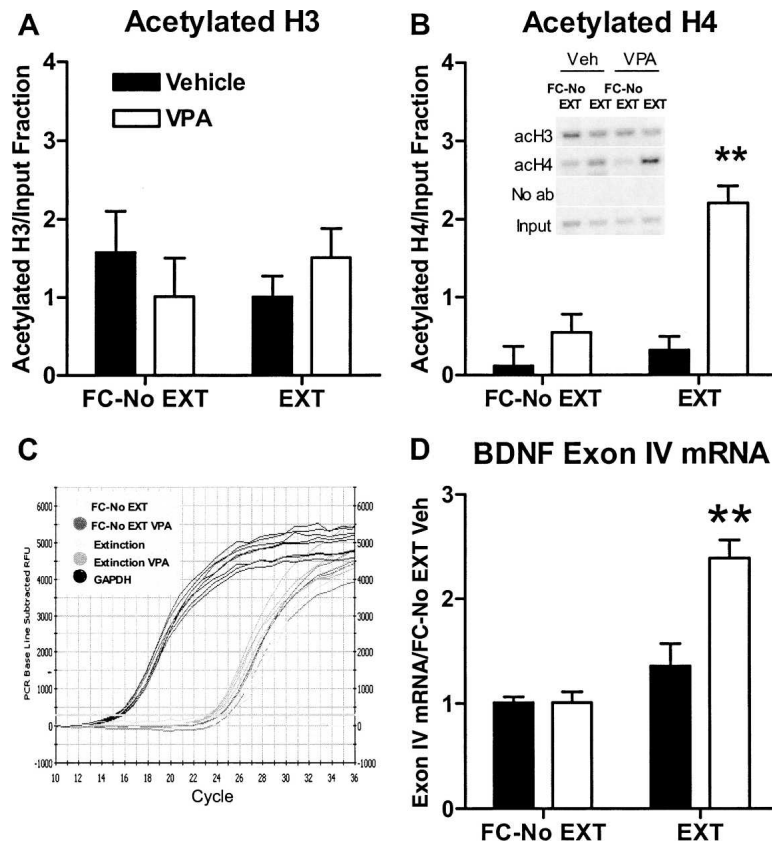 A
Acetylated H3
Acetylated H3/Input Fraction
4
3
2
1
0
Vehicle
VPA
FC-No EXT
EXT
B
Acetylated H4
Acetylated H4/Input Fraction
4
3
2
1
0
Veh VPA
FC-No FC-No
EXT EXT EXT EXT
acH3
acH4
No ab
Input
**
FC-No EXT
EXT
C
PCR Base Line Subtracted RFU
6000
5000
4000
3000
2000
1000
0
-1000
FC-No EXT
FC-No EXT VPA
Extinction
Extinction VPA
GAPDH
6000
5000
4000
3000
2000
1000
0
-1000
10 12 14 16 18 20 22 24 26 28 30 32 34 36
Cycle
D
BDNF Exon IV mRNA
Exon IV mRNA/FC-No EXT Veh
3
2
1
0
**
FC-No EXT
EXT